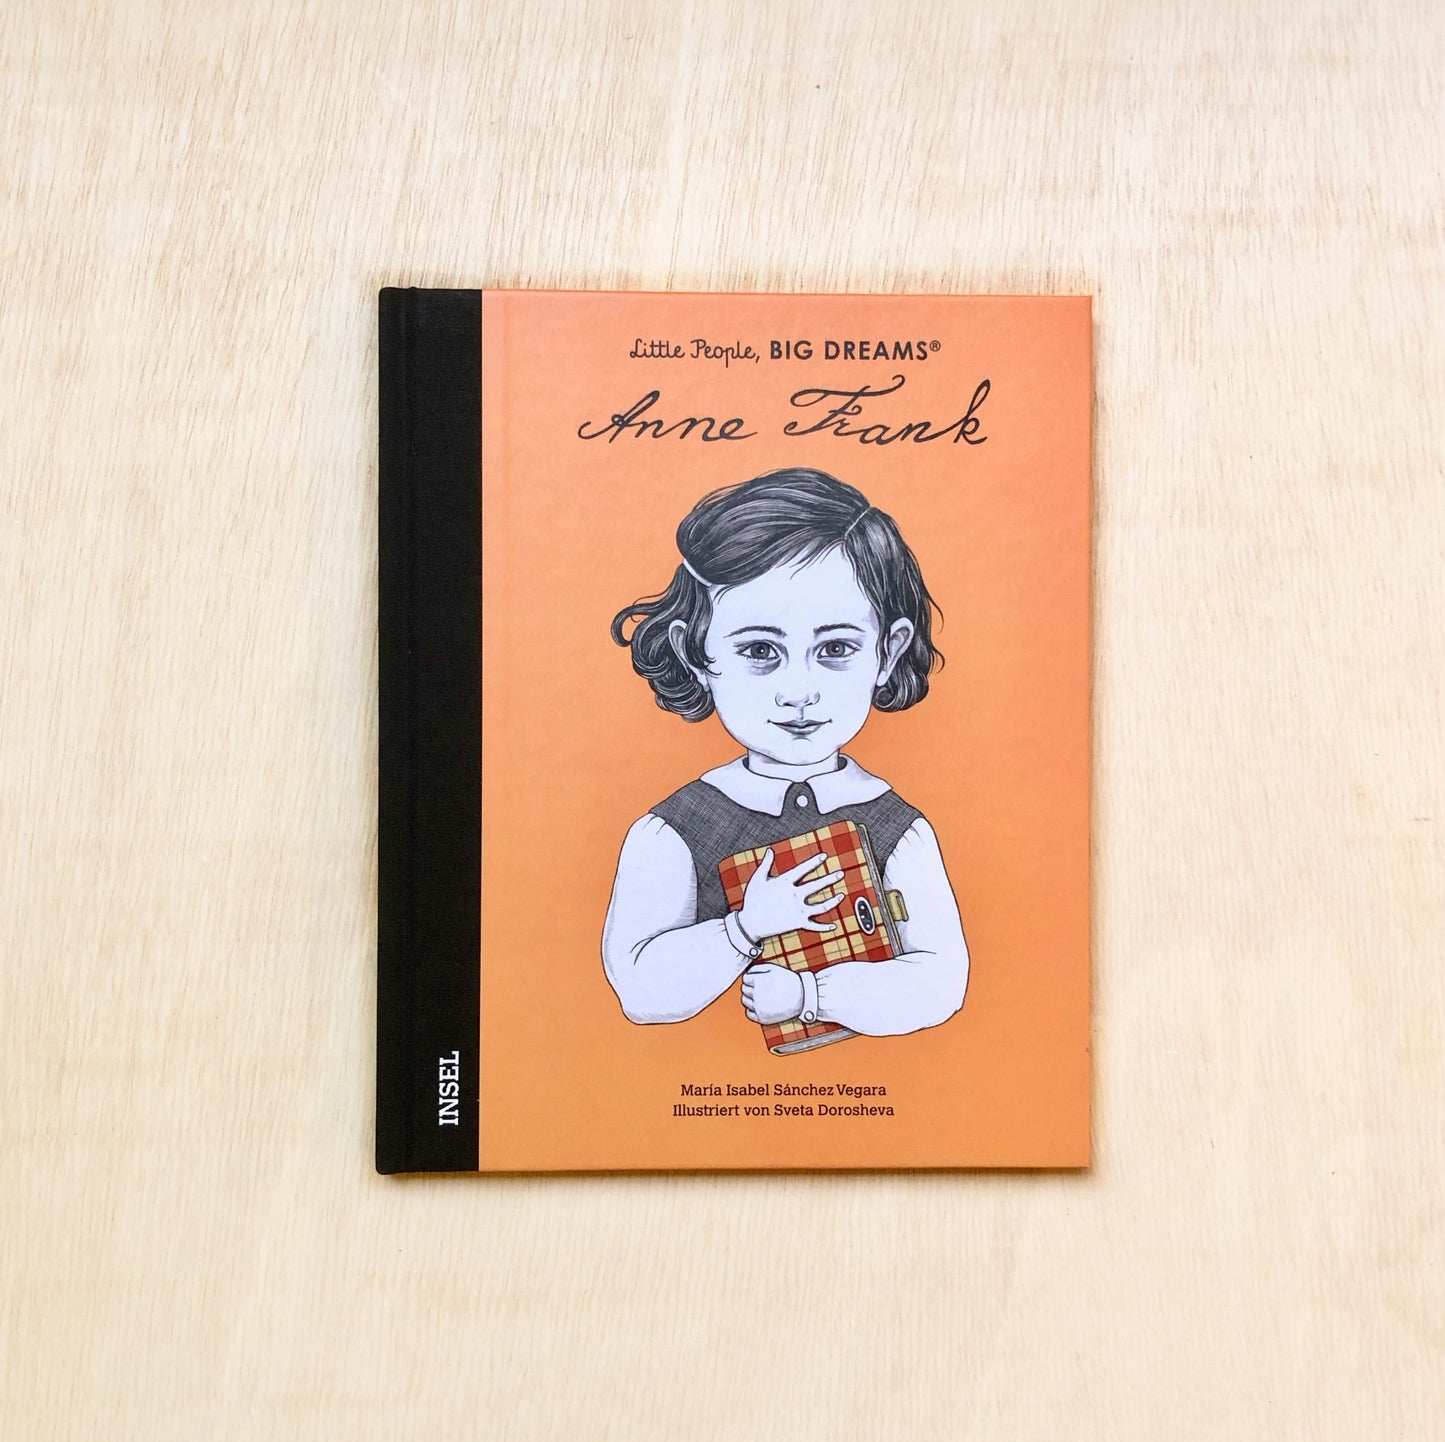 Little People, BIG DREAMS®
Anne Frank
María Isabel Sánchez Vegara
Illustriert von Sveta Dorosheva
INSEL